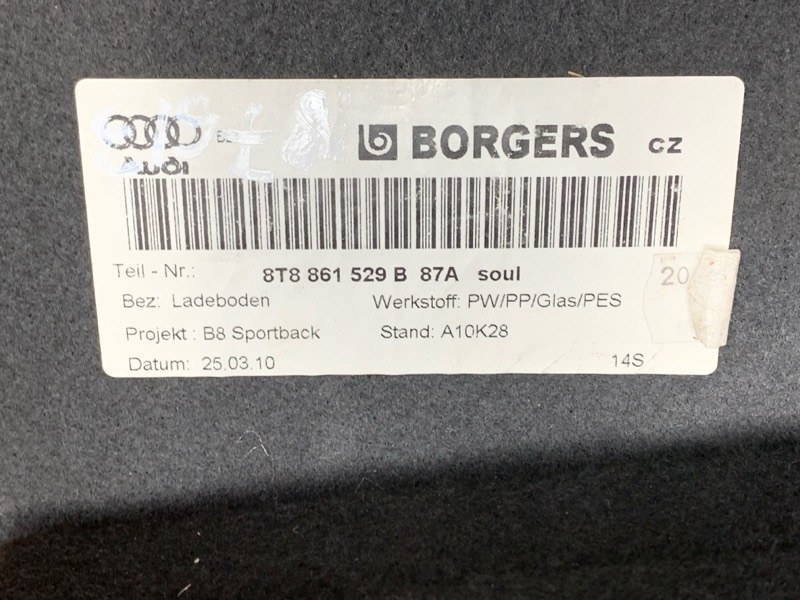 BORGERS CZ
Audi
Teil - Nr.: 8T8 861 529 B 87A soul
Bez: Ladeboden Werkstoff: PW/PP/Glas/PES
20
Projekt : B8 Sportback Stand: A10K28
Datum: 25.03.10 14S